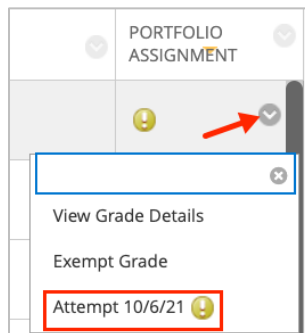 PORTFOLIO
ASSIGNMENT
View Grade Details
Exempt Grade
Attempt 10/6/21